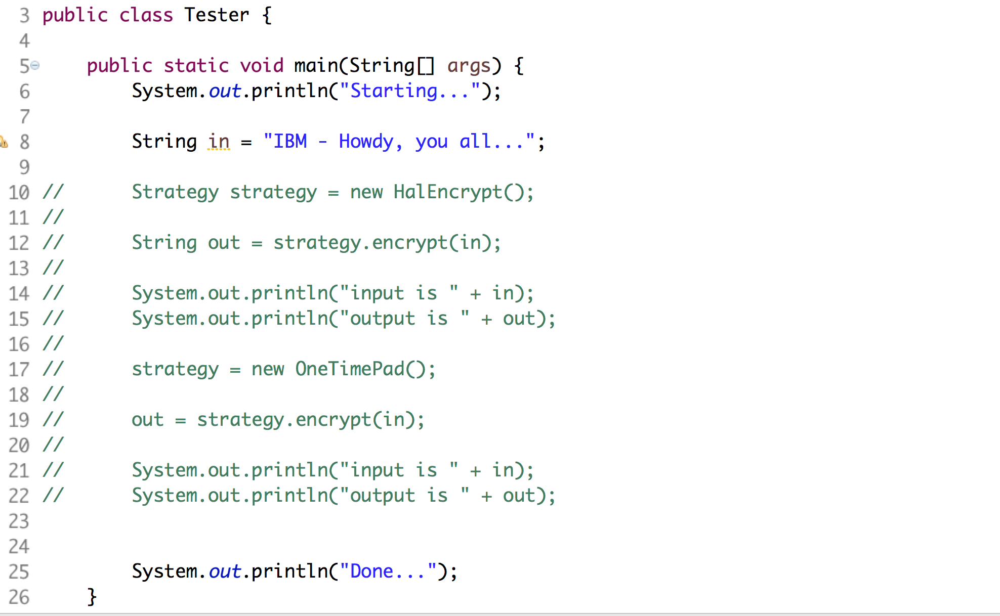 3 public class Tester {
4
5 public static void main(String[] args) {
6 System.out.println("Starting...");
7
8 String in = "IBM - Howdy, you all...";
9
10 // Strategy strategy = new HalEncrypt();
11 //
12 // String out = strategy.encrypt(in);
13 //
14 // System.out.println("input is " + in);
15 // System.out.println("output is " + out);
16 //
17 // strategy = new OneTimePad();
18 //
19 // out = strategy.encrypt(in);
20 //
21 // System.out.println("input is " + in);
22 // System.out.println("output is " + out);
23
24
25 System.out.println("Done...");
26 }